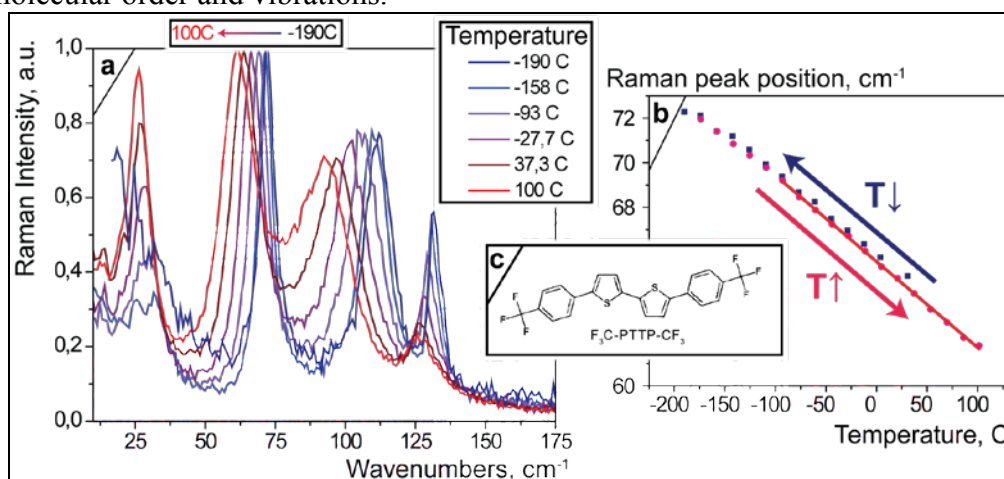 molecular order and vibrations.
100C -190C
a
Temperature
-190 C
-158 C
-93 C
-27,7 C
37,3 C
100 C
Raman Intensity, a.u.
1,0
0,8
0,6
0,4
0,2
0,0
25 50 75 100 125 150 175
Wavenumbers, cm-1
Raman peak position, cm-1
b
72
70
68
60
T↓
T↑
-200 -150 -100 -50 0 50 100
Temperature, C
c
F F F S S F F F
F3C-PTTP-CF3